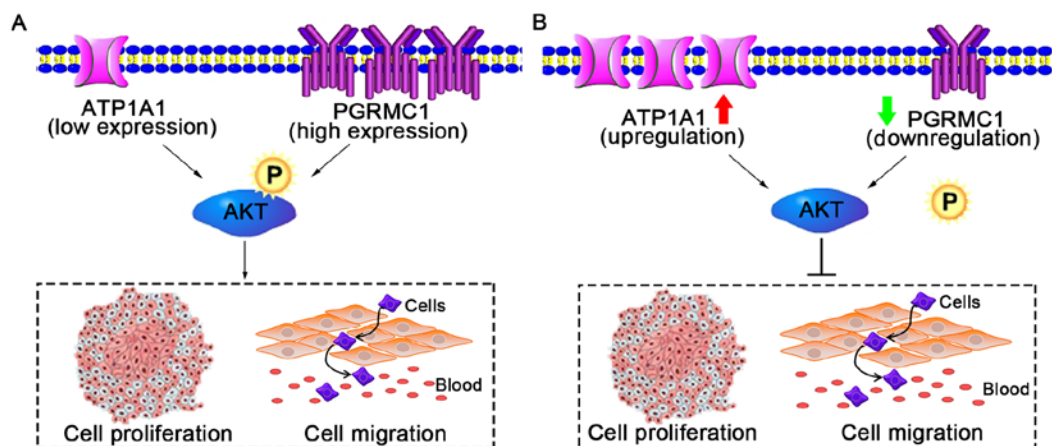 A
ATP1A1
(low expression)
PGRMC1
(high expression)
P
AKT
Cells
Blood
Cell proliferation
Cell migration
B
ATP1A1
(upregulation)
PGRMC1
(downregulation)
AKT
P
Cells
Blood
Cell proliferation
Cell migration